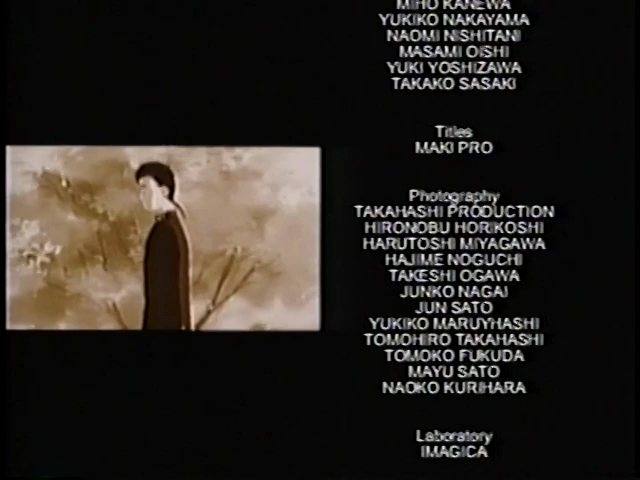 MIHO KANEWA
YUKIKO NAKAYAMA
NAOMI NISHITANI
MASAMI OISHI
YUKI YOSHIZAWA
TAKAKO SASAKI
Titles
MAKI PRO
Photography
TAKAHASHI PRODUCTION
HIRONOBU HORIKOSHI
HARUTOSHI MIYAGAWA
HAJIME NOGUCHI
TAKESHI OGAWA
JUNKO NAGAI
JUN SATO
YUKIKO MARUYHASHI
TOMOHIRO TAKAHASHI
TOMOKO FUKUDA
MAYU SATO
NAOKO KURIHARA
Laboratory
IMAGICA